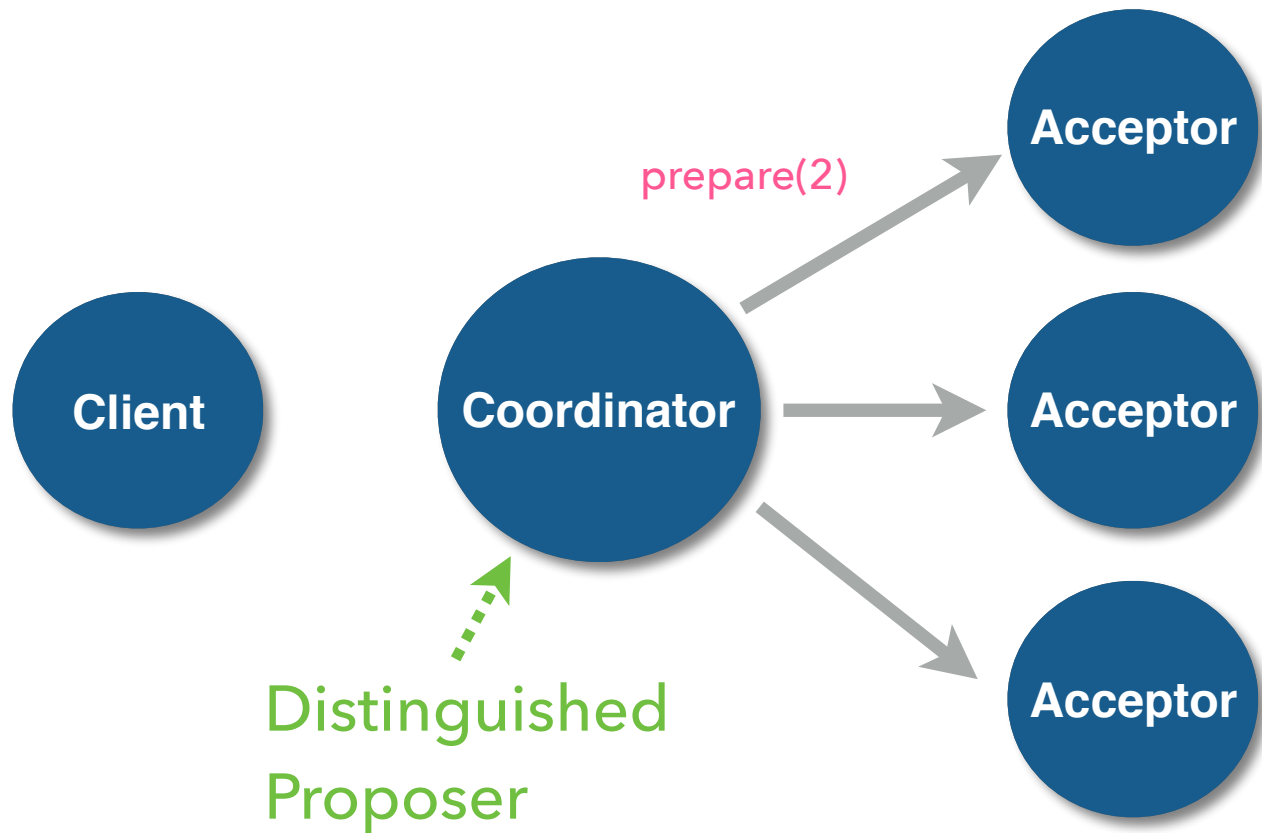 Acceptor
prepare(2)
Client
Coordinator
Acceptor
Distinguished
Proposer
Acceptor